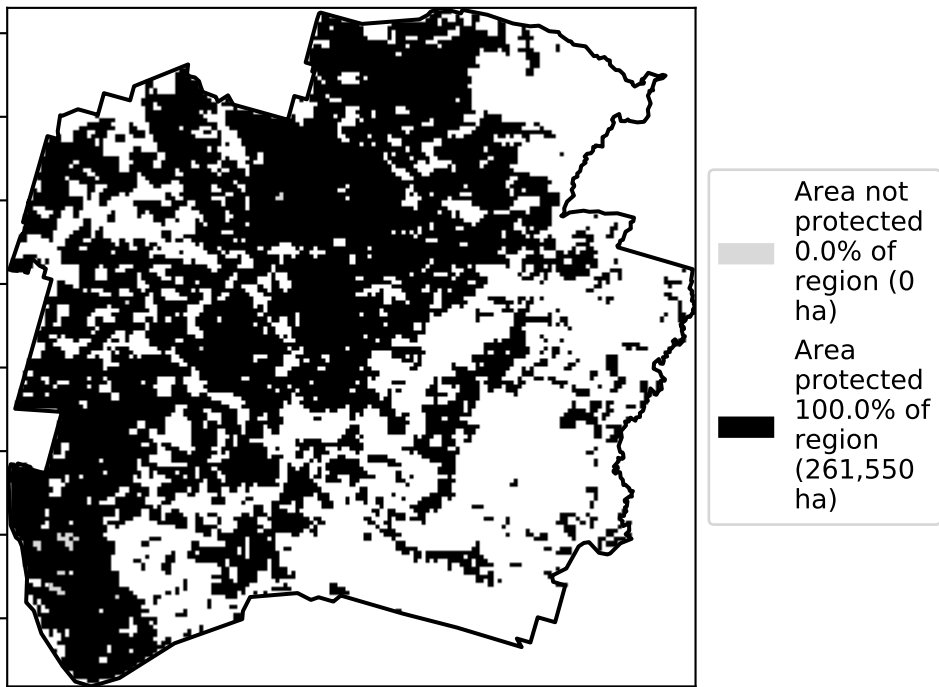 Area not
protected
0.0% of
region (0
ha)
Area
protected
100.0% of
region
(261,550
ha)